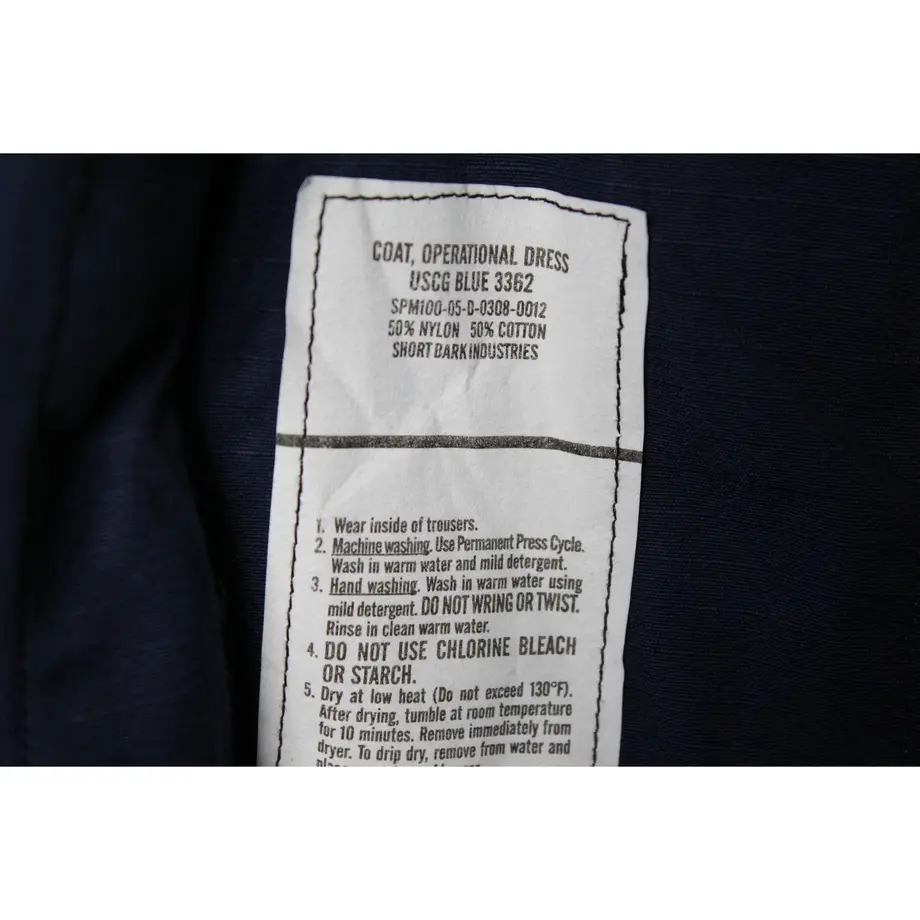 COAT, OPERATIONAL DRESS
USCG BLUE 3362
SPM100-05-D-0308-0012
50% NYLON 50% COTTON
SHORT BARK INDUSTRIES
1. Wear inside of trousers.
2. Machine washing. Use Permanent Press Cycle.
Wash in warm water and mild detergent.
3. Hand washing. Wash in warm water using
mild detergent. DO NOT WRING OR TWIST.
Rinse in clean warm water.
4. DO NOT USE CHLORINE BLEACH
OR STARCH.
5. Dry at low heat (Do not exceed 130°F).
After drying, tumble at room temperature
for 10 minutes. Remove immediately from
dryer. To drip dry, remove from water and